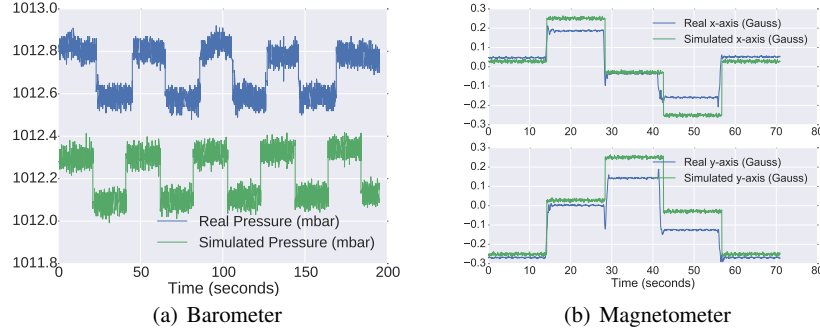 1013.0
1012.8
1012.6
1012.4
1012.2
1012.0
1011.8
0 50 100 150 200
Real Pressure (mbar)
Simulated Pressure (mbar)
Time (seconds)
(a) Barometer
0.3
0.2
0.1
0.0
−0.1
−0.2
−0.3
0 10 20 30 40 50 60 70 80
Real x-axis (Gauss)
Simulated x-axis (Gauss)
0.3
0.2
0.1
0.0
−0.1
−0.2
−0.3
0 10 20 30 40 50 60 70 80
Real y-axis (Gauss)
Simulated y-axis (Gauss)
Time (seconds)
(b) Magnetometer